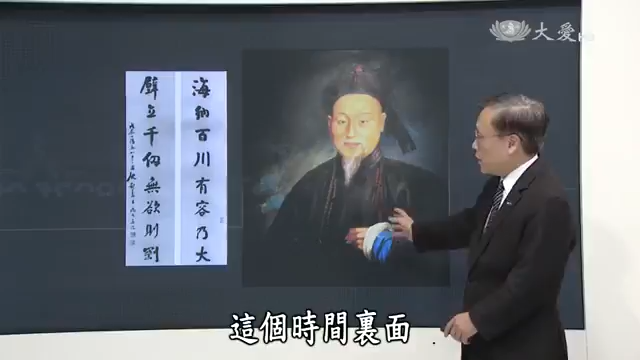 大愛
海納百川有容乃大
壁立千仞無欲則剛
這個時間裏面